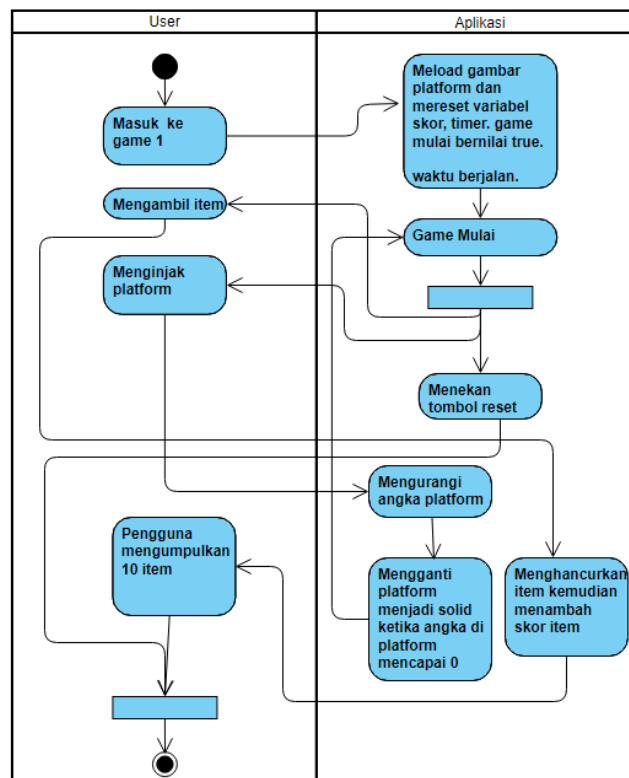 User
Aplikasi
Masuk ke
game 1
Meload gambar
platform dan
mereset variabel
skor, timer. game
mulai bernilai true.
waktu berjalan.
Mengambil item
Game Mulai
Menginjak
platform
Menekan
tombol reset
Mengurangi
angka platform
Pengguna
mengumpulkan
10 item
Mengganti
platform
menjadi solid
ketika angka di
platform
mencapai 0
Menghancurkan
item kemudian
menambah
skor item